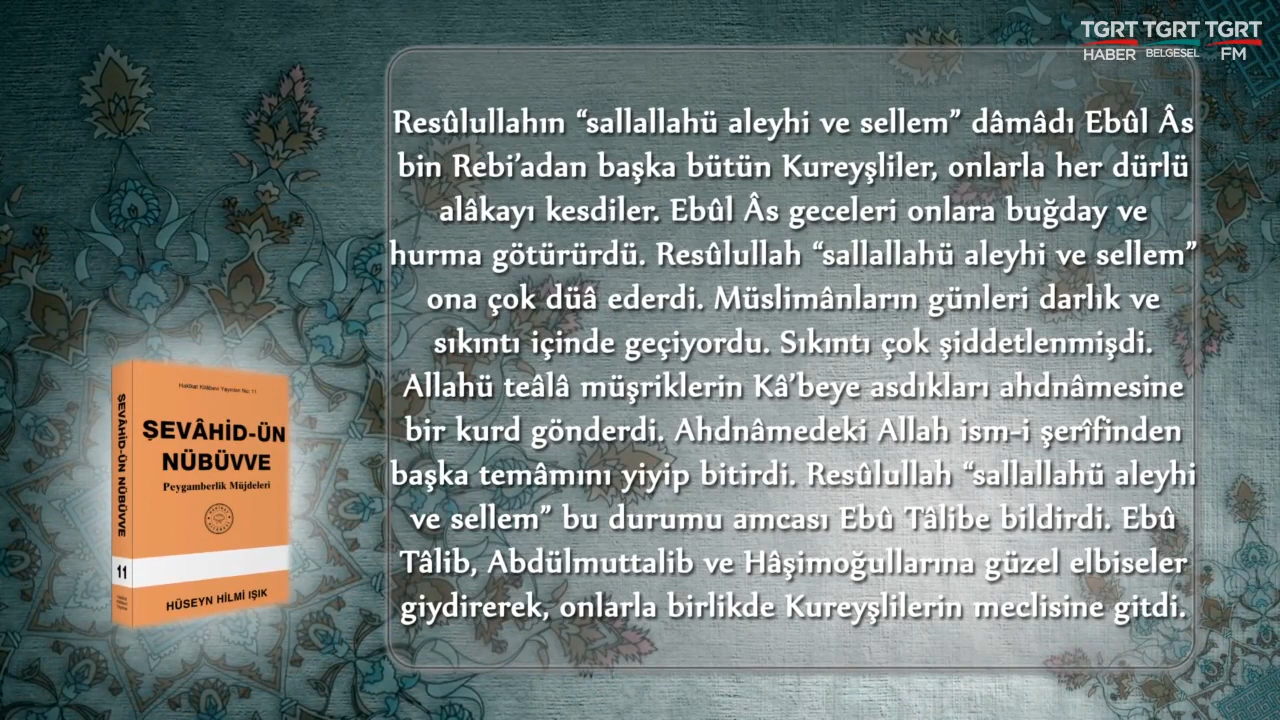 TGRT TGRT TGRT
HABER BELGESEL FM
Resûlullahın “sallallahü aleyhi ve sellem” dâmâdı Ebûl Âs
bin Rebi’adan başka bütün Kureyşliler, onlarla her dürlü
alâkayı kesdiler. Ebûl Âs geceleri onlara buğday ve
hurma götürürdü. Resûlullah “sallallahü aleyhi ve sellem”
ona çok düâ ederdi. Müslimânların günleri darlık ve
sıkıntı içinde geçiyordu. Sıkıntı çok şiddetlenmişdi.
Allahü teâlâ müşriklerin Kâ’beye asdıkları ahdnâmesine
bir kurd gönderdi. Ahdnâmedeki Allah ism-i şerîfinden
başka temâmını yiyip bitirdi. Resûlullah “sallallahü aleyhi
ve sellem” bu durumu amcası Ebû Tâlibe bildirdi. Ebû
Tâlib, Abdülmuttalib ve Hâşimoğullarına güzel elbiseler
giydirerek, onlarla birlikde Kureyşlilerin meclisine gitdi.
Hakîkat Kitâbevi Yayınları No: 11
ŞEVÂHİD-ÜN
NÜBÜVVE
Peygamberlik Müjdeleri
HÜSEYN HİLMİ IŞIK
ŞEVÂHİD-ÜN NÜBÜVVE
11